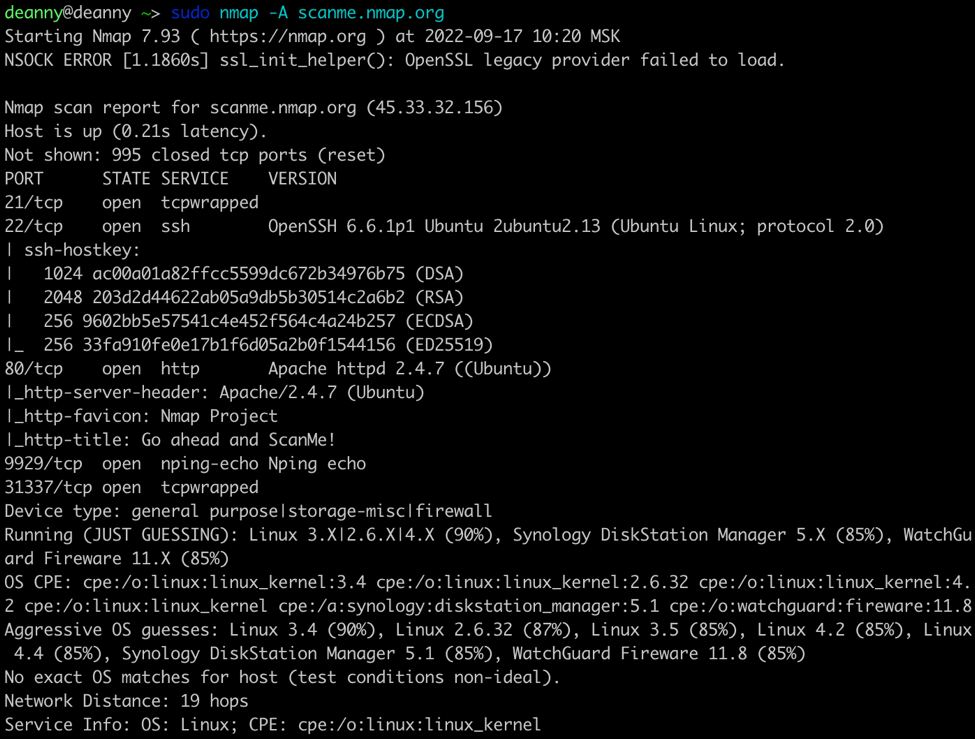 deanny@deanny ~> sudo nmap -A scanme.nmap.org
Starting Nmap 7.93 ( https://nmap.org ) at 2022-09-17 10:20 MSK
NSOCK ERROR [1.1860s] ssl_init_helper(): OpenSSL legacy provider failed to load.

Nmap scan report for scanme.nmap.org (45.33.32.156)
Host is up (0.21s latency).
Not shown: 995 closed tcp ports (reset)
PORT      STATE SERVICE    VERSION
21/tcp    open  tcpwrapped
22/tcp    open  ssh        OpenSSH 6.6.1p1 Ubuntu 2ubuntu2.13 (Ubuntu Linux; protocol 2.0)
| ssh-hostkey:
|   1024 ac00a01a82ffcc5599dc672b34976b75 (DSA)
|   2048 203d2d44622ab05a9db5b30514c2a6b2 (RSA)
|   256 9602bb5e57541c4e452f564c4a24b257 (ECDSA)
|_  256 33fa910fe0e17b1f6d05a2b0f1544156 (ED25519)
80/tcp    open  http       Apache httpd 2.4.7 ((Ubuntu))
|_http-server-header: Apache/2.4.7 (Ubuntu)
|_http-favicon: Nmap Project
|_http-title: Go ahead and ScanMe!
9929/tcp  open  nping-echo Nping echo
31337/tcp open  tcpwrapped
Device type: general purpose|storage-misc|firewall
Running (JUST GUESSING): Linux 3.X|2.6.X|4.X (90%), Synology DiskStation Manager 5.X (85%), WatchGu
ard Fireware 11.X (85%)
OS CPE: cpe:/o:linux:linux_kernel:3.4 cpe:/o:linux:linux_kernel:2.6.32 cpe:/o:linux:linux_kernel:4.
2 cpe:/o:linux:linux_kernel cpe:/a:synology:diskstation_manager:5.1 cpe:/o:watchguard:fireware:11.8
Aggressive OS guesses: Linux 3.4 (90%), Linux 2.6.32 (87%), Linux 3.5 (85%), Linux 4.2 (85%), Linux
 4.4 (85%), Synology DiskStation Manager 5.1 (85%), WatchGuard Fireware 11.8 (85%)
No exact OS matches for host (test conditions non-ideal).
Network Distance: 19 hops
Service Info: OS: Linux; CPE: cpe:/o:linux:linux_kernel